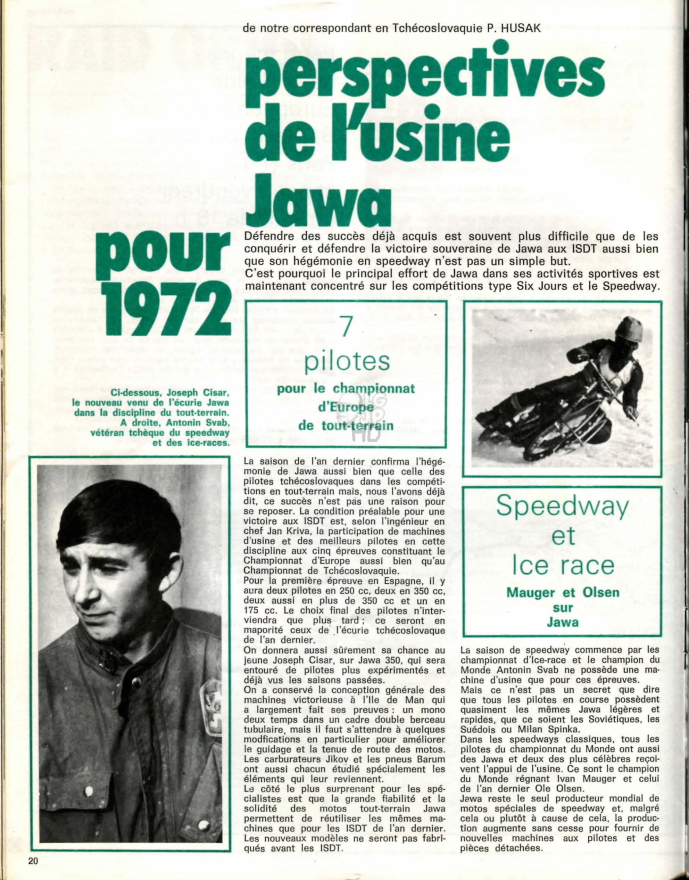 de notre correspondant en Tchécoslovaquie P. HUSAK
perspectives
de l'usine
Jawa
pour
1972
Défendre des succès déjà acquis est souvent plus difficile que de les
conquérir et défendre la victoire souveraine de Jawa aux ISDT aussi bien
que son hégémonie en speedway n'est pas un simple but.
C'est pourquoi le principal effort de Jawa dans ses activités sportives est
maintenant concentré sur les compétitions type Six Jours et le Speedway.
Ci-dessous, Joseph Cisar,
le nouveau venu de l'écurie Jawa
dans la discipline du tout-terrain.
A droite, Antonin Svab,
vétéran tchèque du speedway
et des ice-races.
7
pilotes
pour le championnat
d'Europe
de tout-terrain
La saison de l'an dernier confirma l'hégé-
monie de Jawa aussi bien que celle des
pilotes tchécoslovaques dans les compéti-
tions en tout-terrain mais, nous l'avons déjà
dit, ce succès n'est pas une raison pour
se reposer. La condition préalable pour une
victoire aux ISDT est, selon l'ingénieur en
chef Jan Kriva, la participation de machines
d'usine et des meilleurs pilotes en cette
discipline aux cinq épreuves constituant le
Championnat d'Europe aussi bien qu'au
Championnat de Tchécoslovaquie.
Pour la première épreuve en Espagne, il y
aura deux pilotes en 250 cc, deux en 350 cc,
deux aussi en plus de 350 cc et un en
175 cc. Le choix final des pilotes n'inter-
viendra que plus tard ; ce seront en
maporité ceux de l'écurie tchécoslovaque
de l'an dernier.
On donnera aussi sûrement sa chance au
jeune Joseph Cisar, sur Jawa 350, qui sera
entouré de pilotes plus expérimentés et
déjà vus les saisons passées.
On a conservé la conception générale des
machines victorieuse à l'Ile de Man qui
a largement fait ses preuves : un mono
deux temps dans un cadre double berceau
tubulaire, mais il faut s'attendre à quelques
modfications en particulier pour améliorer
le guidage et la tenue de route des motos.
Les carburateurs Jikov et les pneus Barum
ont aussi chacun étudié spécialement les
éléments qui leur reviennent.
Le côté le plus surprenant pour les spé-
cialistes est que la grande fiabilité et la
solidité des motos tout-terrain Jawa
permettent de réutiliser les mêmes ma-
chines que pour les ISDT de l'an dernier.
Les nouveaux modèles ne seront pas fabri-
qués avant les ISDT.
Speedway
et
Ice race
Mauger et Olsen
sur
Jawa
La saison de speedway commence par les
championnat d'Ice-race et le champion du
Monde Antonin Svab ne possède une ma-
chine d'usine que pour ces épreuves.
Mais ce n'est pas un secret que dire
que tous les pilotes en course possèdent
quasiment les mêmes Jawa légères et
rapides, que ce soient les Soviétiques, les
Suédois ou Milan Spinka.
Dans les speedways classiques, tous les
pilotes du championnat du Monde ont aussi
des Jawa et deux des plus célèbres reçoi-
vent l'appui de l'usine. Ce sont le champion
du Monde régnant Ivan Mauger et celui
de l'an dernier Ole Olsen.
Jawa reste le seul producteur mondial de
motos spéciales de speedway et, malgré
cela ou plutôt à cause de cela, la produc-
tion augmente sans cesse pour fournir de
nouvelles machines aux pilotes et des
pièces détachées.
20